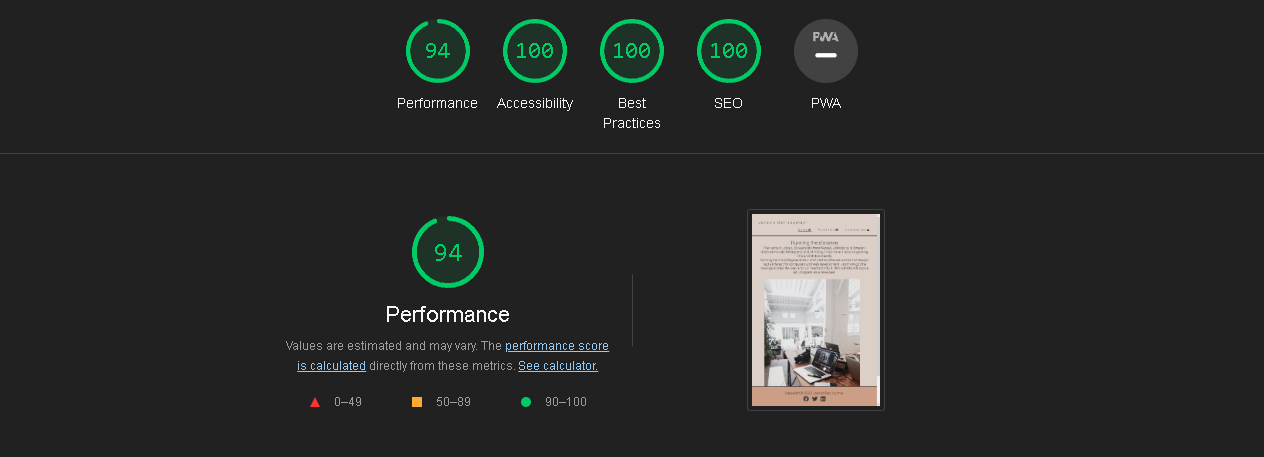 94
100
100
100
PWA
Performance
Accessibility
Best
Practices
SEO
PWA
94
Performance
Values are estimated and may vary. The performance score
is calculated directly from these metrics. See calculator.
0–49
50–89
90–100
Running the distance